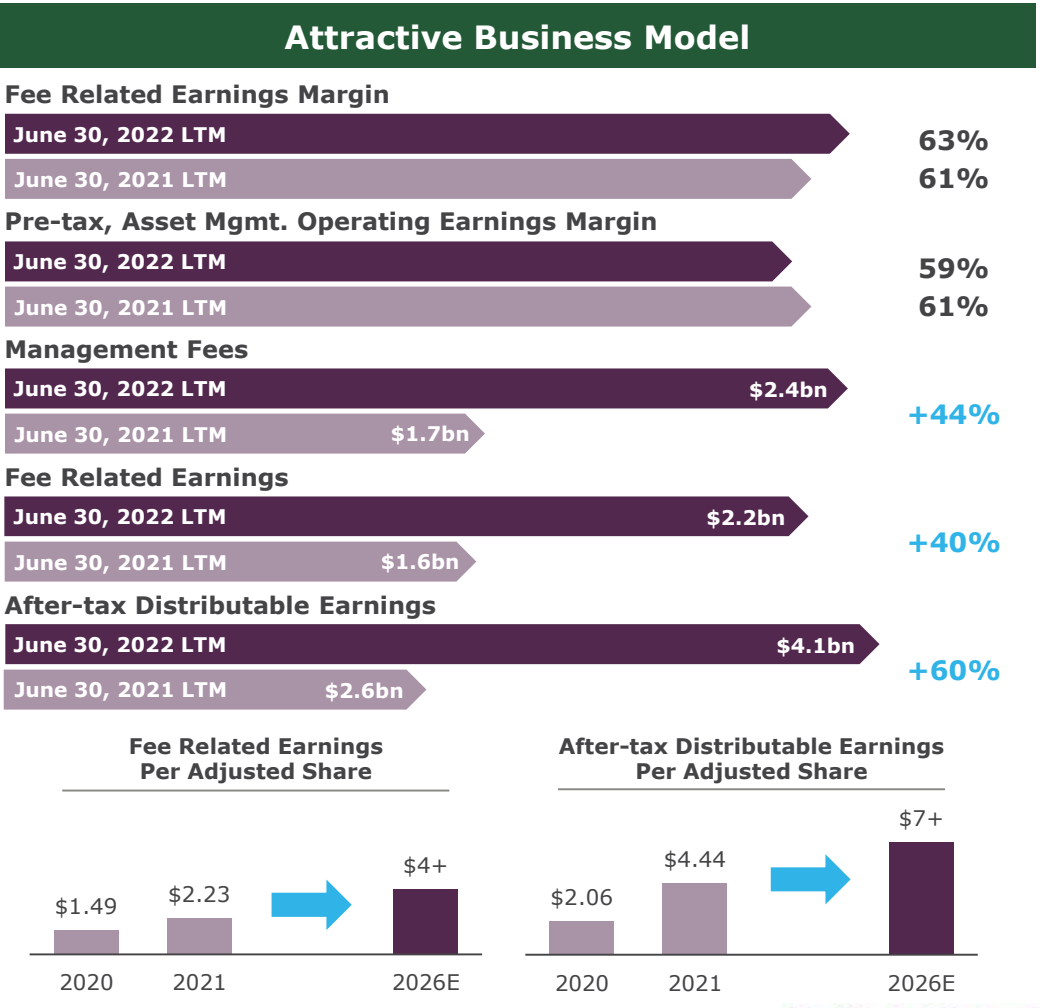 Attractive Business Model
Fee Related Earnings Margin
June 30, 2022 LTM
63%
June 30, 2021 LTM
61%
Pre-tax, Asset Mgmt. Operating Earnings Margin
June 30, 2022 LTM
59%
June 30, 2021 LTM
61%
Management Fees
June 30, 2022 LTM $2.4bn
+44%
June 30, 2021 LTM $1.7bn
Fee Related Earnings
June 30, 2022 LTM $2.2bn
+40%
June 30, 2021 LTM $1.6bn
After-tax Distributable Earnings
June 30, 2022 LTM $4.1bn
+60%
June 30, 2021 LTM $2.6bn
Fee Related Earnings
Per Adjusted Share
$1.49
$2.23
$4+
2020 2021 2026E
After-tax Distributable Earnings
Per Adjusted Share
$2.06
$4.44
$7+
2020 2021 2026E